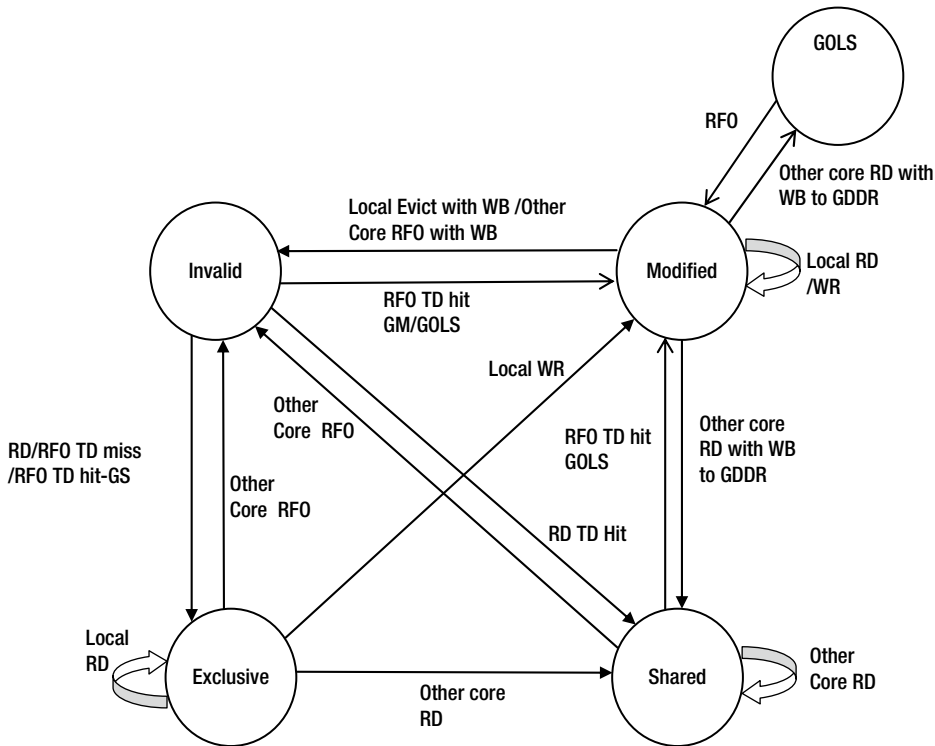 GOLS
RFO
Other core RD with
WB to GDDR
Local Evict with WB /Other
Core RFO with WB
Invalid
Modified
Local RD
/WR
RFO TD hit
GM/GOLS
Local WR
Other
Core RFO
RFO TD hit
GOLS
Other core
RD with WB
to GDDR
RD/RFO TD miss
/RFO TD hit-GS
Other
Core RFO
RD TD Hit
Local
RD
Exclusive
Other core
RD
Shared
Other
Core RD